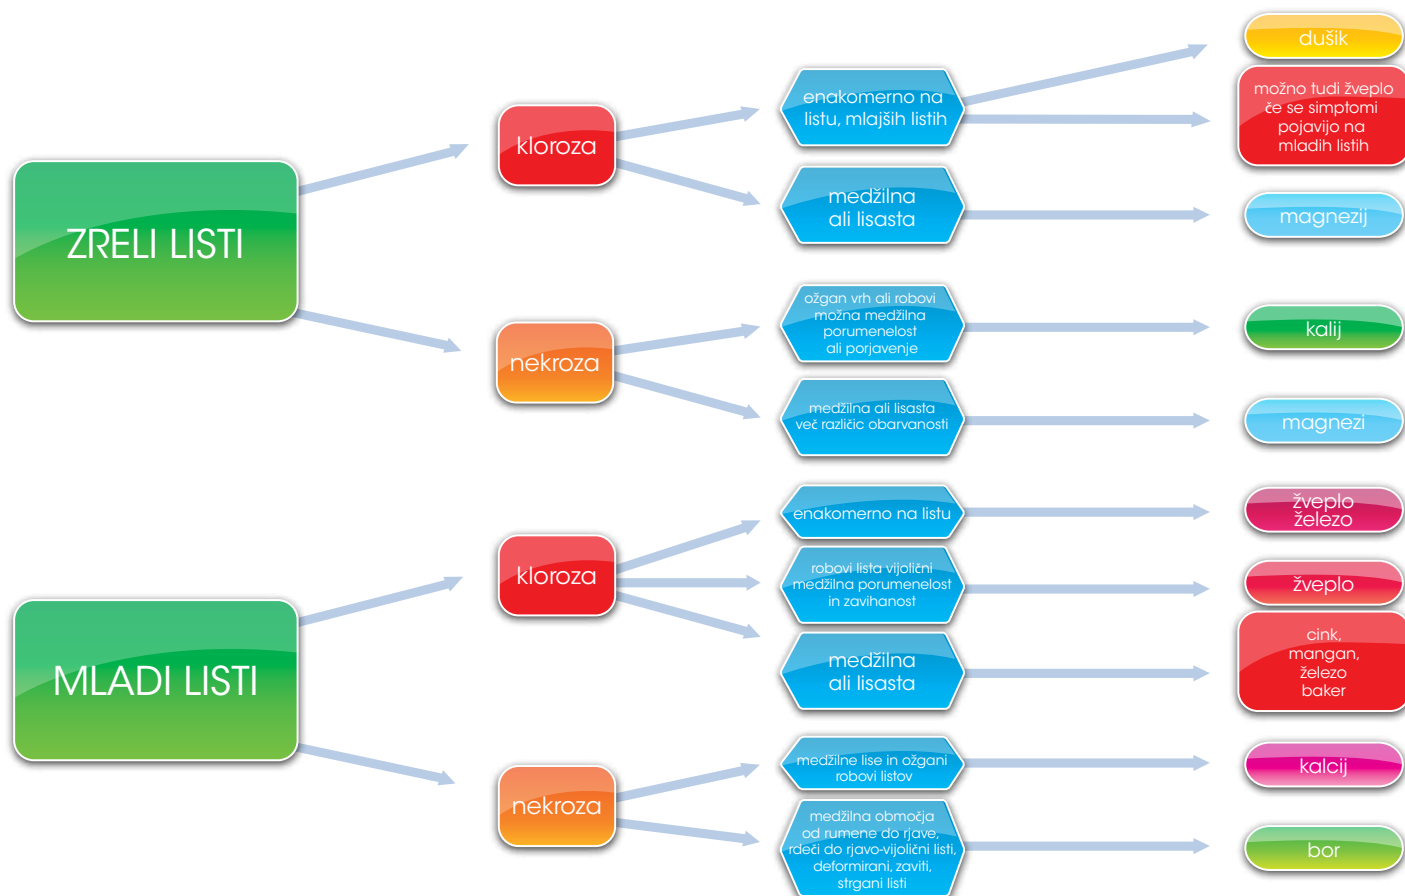 ZRELI LISTI
kloroza
enakomerno na
listu, mlajših listih
dušik
možno tudi žveplo
če se simptomi
pojavijo na
mladih listih
medžilna
ali lisasta
magnezij
nekroza
ožgan vrh ali robovi
možna medžilna
porumenelost
ali porjavenje
kalij
medžilna ali lisasta
več različic obarvanosti
magnezi
MLADI LISTI
kloroza
enakomerno na listu
žveplo
železo
robovi lista vijolični
medžilna porumenelost
in zavihanost
žveplo
medžilna
ali lisasta
cink,
mangan,
železo
baker
nekroza
medžilne lise in ožgani
robovi listov
kalcij
medžilna območja
od rumene do rjave,
rdeči do rjavo-vijolični listi,
deformirani, zaviti,
strgani listi
bor